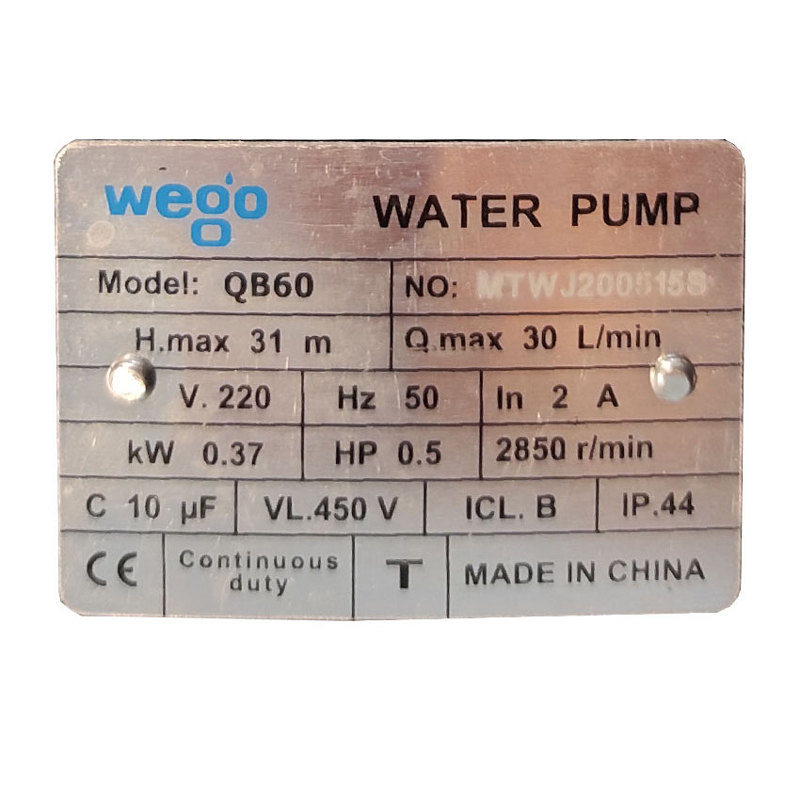 wego WATER PUMP
Model: QB60 NO: MTWJ200515S
H.max 31 m Q.max 30 L/min
V. 220 Hz 50 In 2 A
kW 0.37 HP 0.5 2850 r/min
C 10 µF VL.450 V ICL. B IP.44
CE Continuous duty T MADE IN CHINA